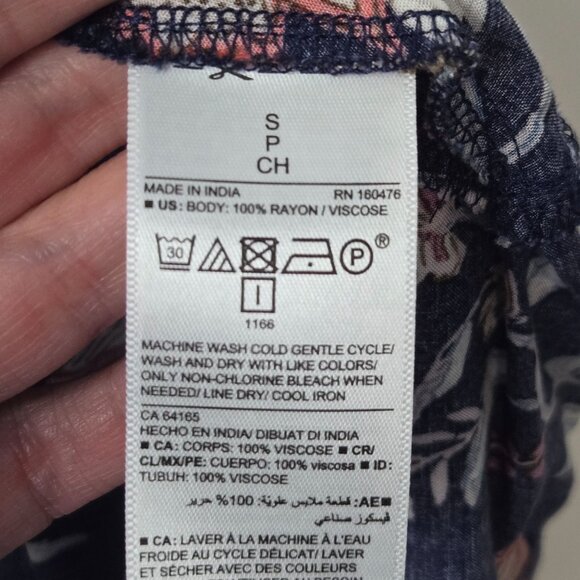 S
P
CH
MADE IN INDIA RN 160476
■ US: BODY: 100% RAYON / VISCOSE
30 P ®
1166
MACHINE WASH COLD GENTLE CYCLE/
WASH AND DRY WITH LIKE COLORS/
ONLY NON-CHLORINE BLEACH WHEN
NEEDED/ LINE DRY/ COOL IRON
CA 64165
HECHO EN INDIA/ DIBUAT DI INDIA
■ CA: CORPS: 100% VISCOSE ■ CR/
CL/MX/PE: CUERPO: 100% viscosa ■ ID:
TUBUH: 100% VISCOSE
■ AE: قطعة ملابس علوية: 100% حرير
فيسكوز صناعي
■ CA: LAVER À LA MACHINE À L'EAU
FROIDE AU CYCLE DÉLICAT/ LAVER
ET SÉCHER AVEC DES COULEURS